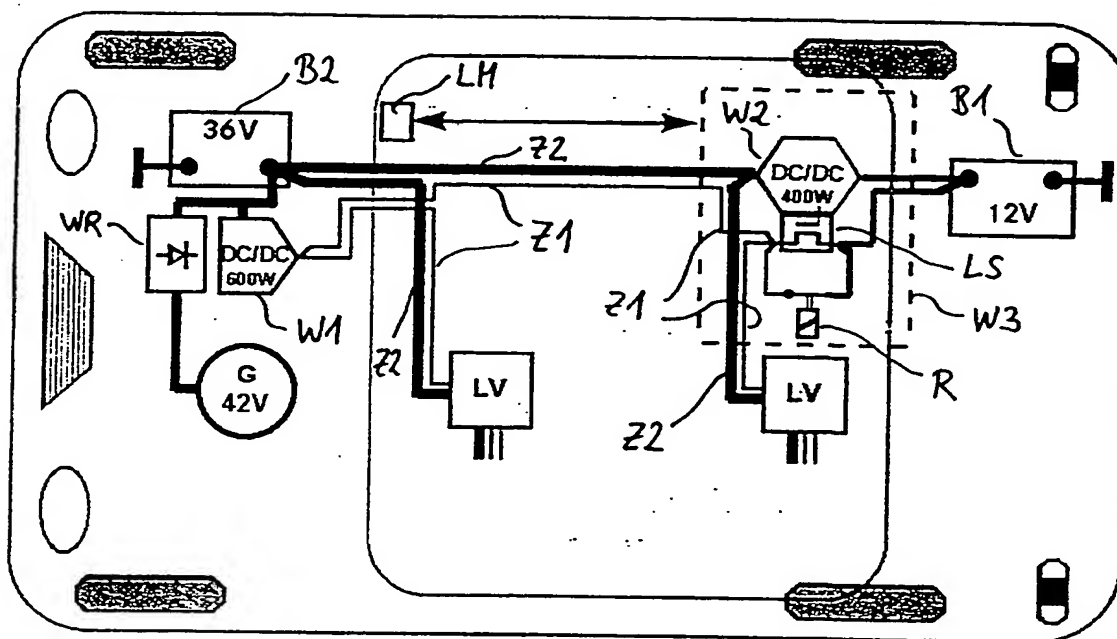 B2
LH
B1
36V
W2
Z2
DC/DC
400W
12V
WR
DC/DC
600W
Z1
Z1
LS
W1
Z2
Z1
W3
R
G
42V
LV
LV
Z2